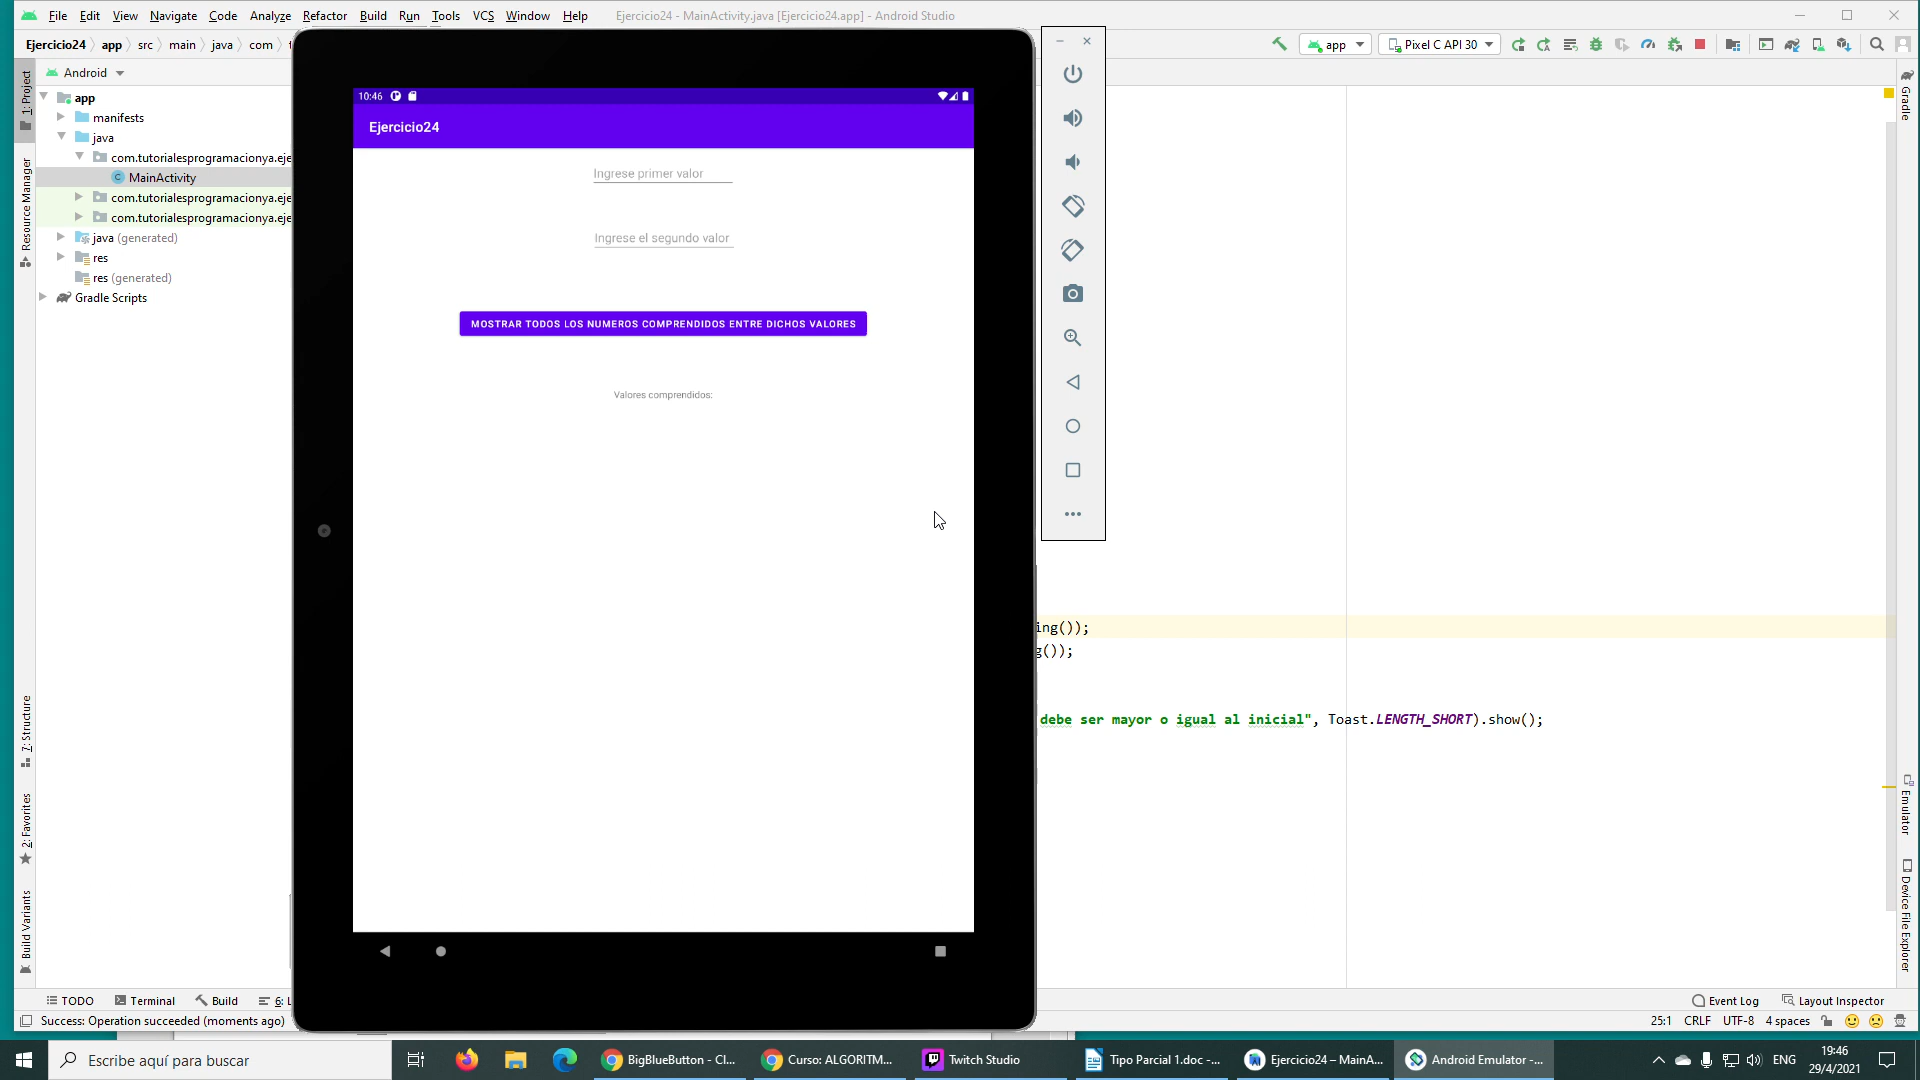 File Edit View Navigate Code Analyze Refactor Build Run Tools VCS Window Help Ejercicio24 - MainActivity.java [Ejercicio24.app] - Android Studio
Ejercicio24 app src main java com
app Pixel C API 30
Android
1: Project
Resource Manager
7: Structure
2: Favorites
Build Variants
app
manifests
java
com.tutorialesprogramacionya.eje
MainActivity
com.tutorialesprogramacionya.eje
com.tutorialesprogramacionya.eje
java (generated)
res
res (generated)
Gradle Scripts
10:46
Ejercicio24
Ingrese primer valor
Ingrese el segundo valor
MOSTRAR TODOS LOS NUMEROS COMPRENDIDOS ENTRE DICHOS VALORES
Valores comprendidos:
ing());
g());
debe ser mayor o igual al inicial", Toast.LENGTH_SHORT).show();
Gradle
Emulator
Device File Explorer
TODO Terminal Build 6: L Event Log Layout Inspector
Success: Operation succeeded (moments ago) 25:1 CRLF UTF-8 4 spaces
Escribe aquí para buscar
BigBlueButton - Cl... Curso: ALGORITM... Twitch Studio Tipo Parcial 1.doc -... Ejercicio24 – MainA... Android Emulator -...
ENG 19:46
29/4/2021